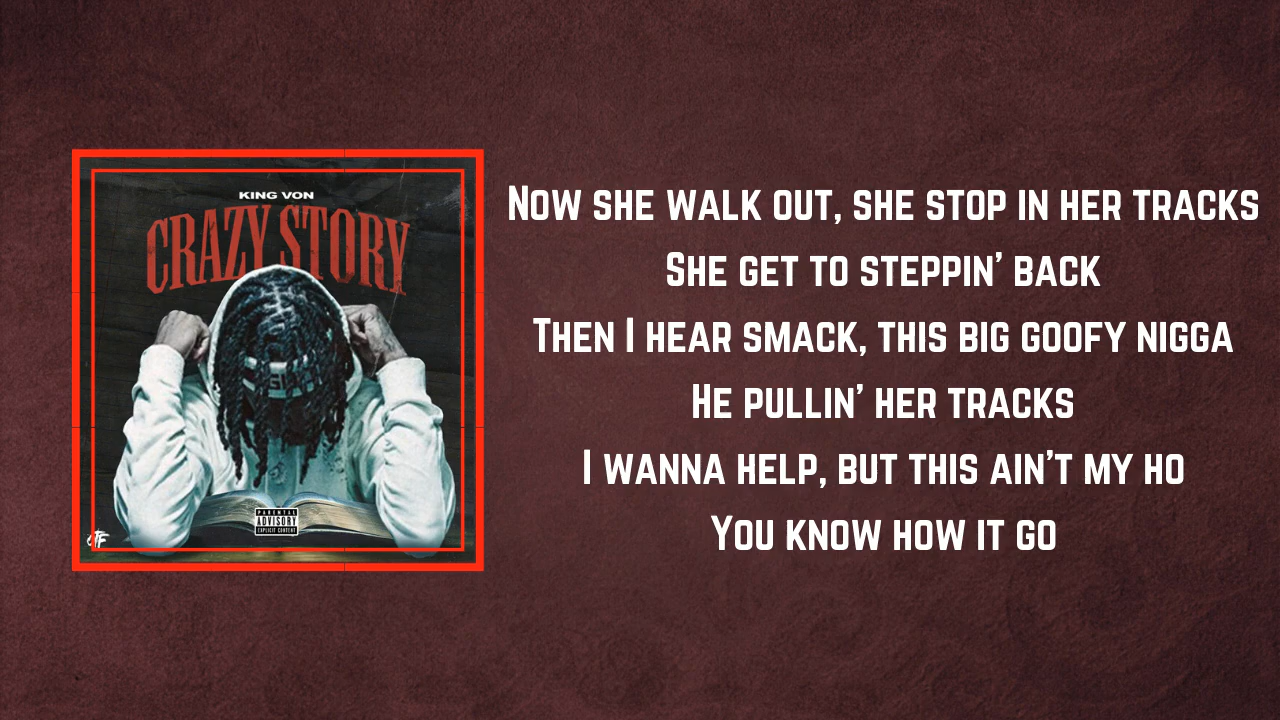 KING VON
CRAZY STORY
PARENTAL
ADVISORY
EXPLICIT CONTENT
Now she walk out, she stop in her tracks
She get to steppin' back
Then I hear smack, this big goofy nigga
He pullin' her tracks
I wanna help, but this ain't my ho
You know how it go